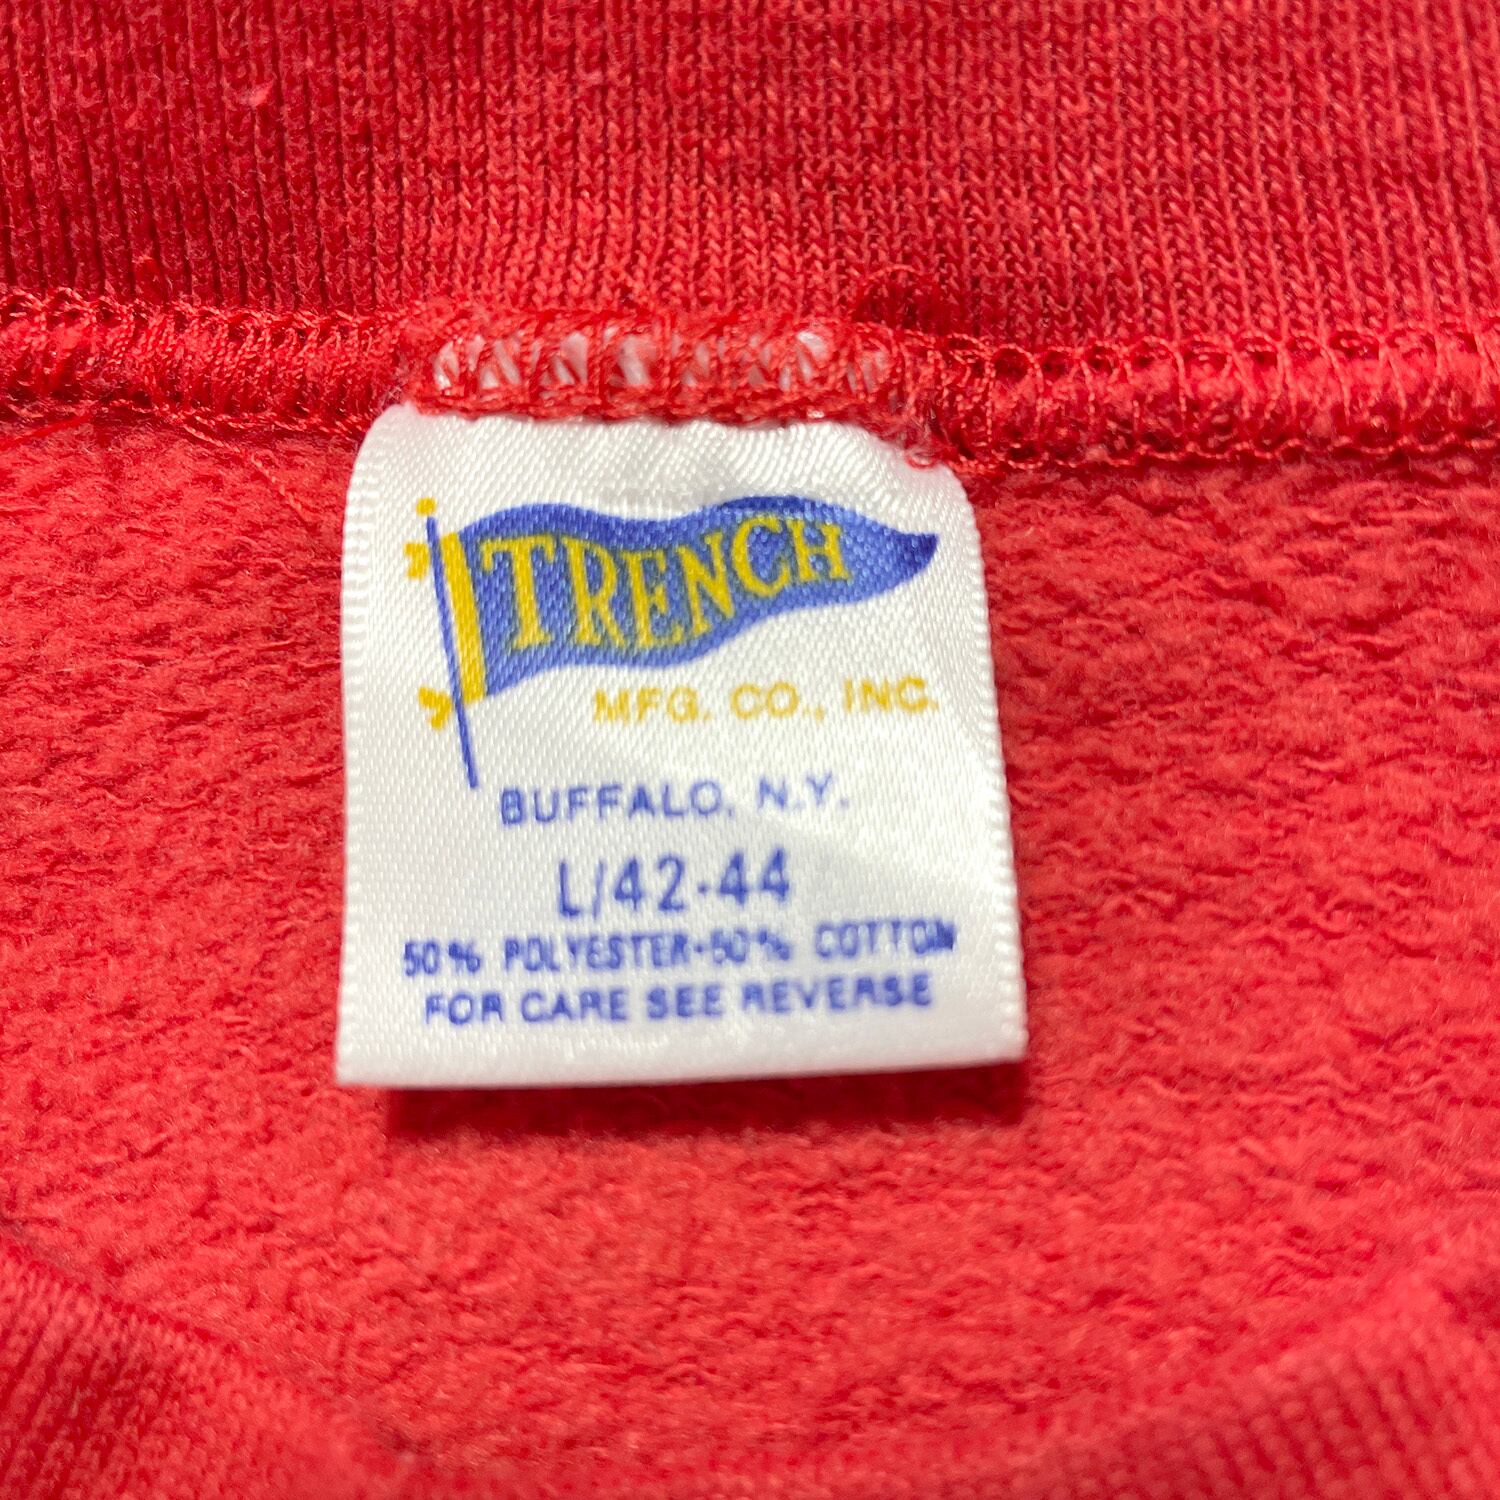 TRENCH
MFG. CO., INC.
BUFFALO, N.Y.
L/42-44
50% POLYESTER-50% COTTON
FOR CARE SEE REVERSE